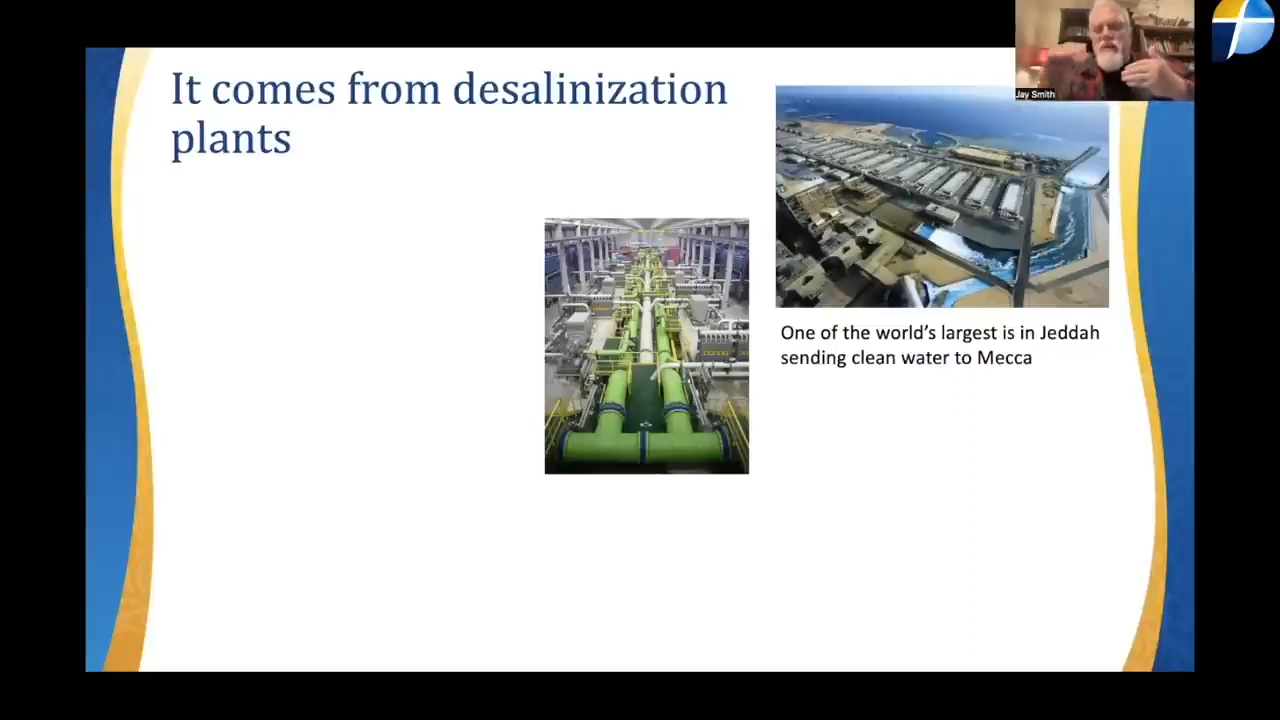 It comes from desalinization
plants
Jay Smith
One of the world's largest is in Jeddah
sending clean water to Mecca